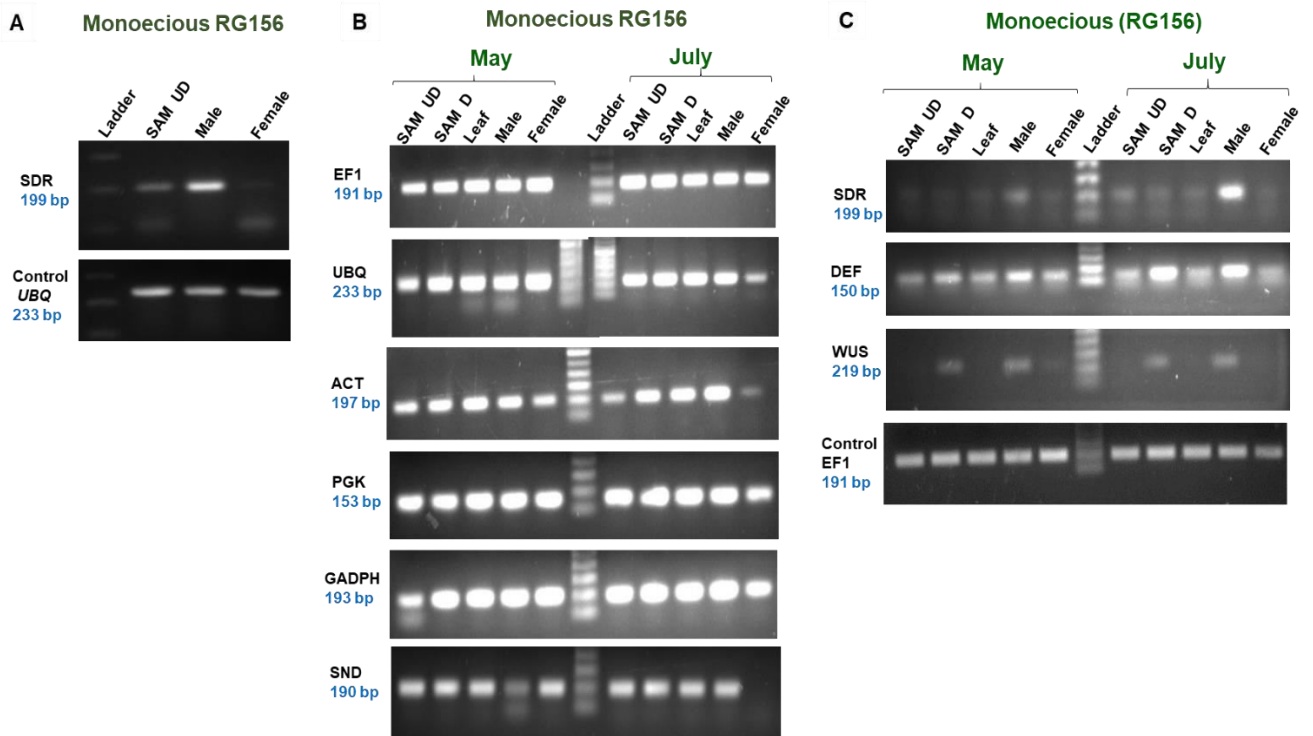 A
Monoecious RG156
Ladder
SAM UD
Male
Female
SDR
199 bp
Control
UBQ
233 bp
B
Monoecious RG156
May
July
SAM UD
SAM D
Leaf
Male
Female
Ladder
SAM UD
SAM D
Leaf
Male
Female
EF1
191 bp
UBQ
233 bp
ACT
197 bp
PGK
153 bp
GADPH
193 bp
SND
190 bp
C
Monoecious (RG156)
May
July
SAM UD
SAM D
Leaf
Male
Female
Ladder
SAM UD
SAM D
Leaf
Male
Female
SDR
199 bp
DEF
150 bp
WUS
219 bp
Control
EF1
191 bp